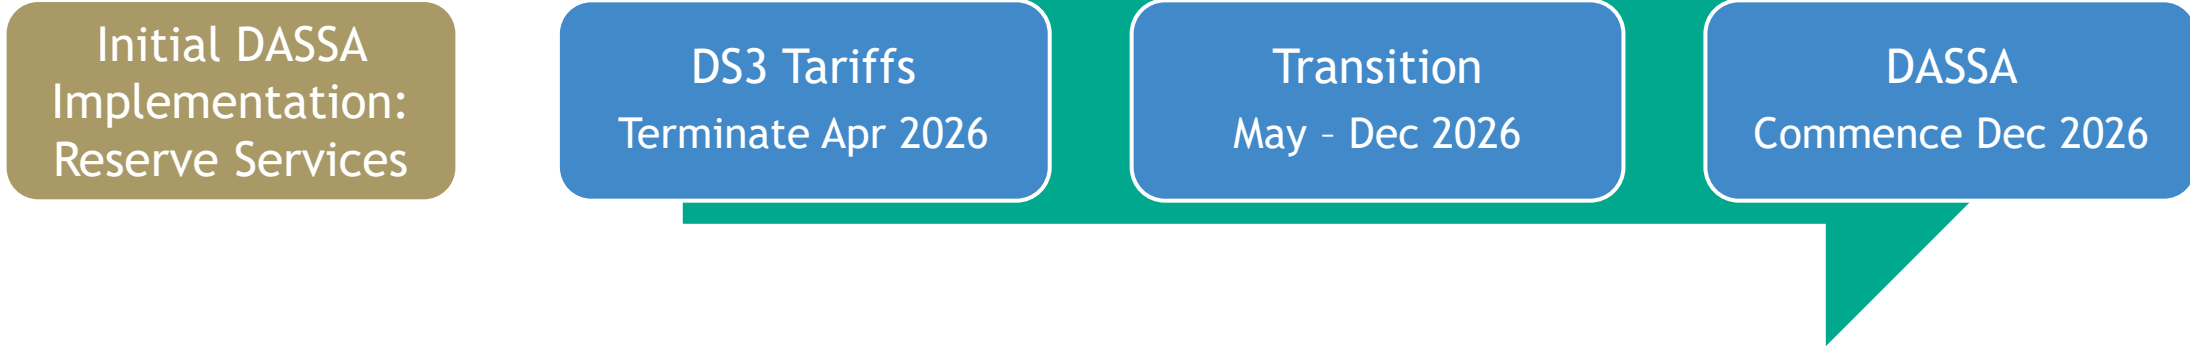 Initial DASSA
Implementation:
Reserve Services
DS3 Tariffs
Terminate Apr 2026
Transition
May – Dec 2026
DASSA
Commence Dec 2026